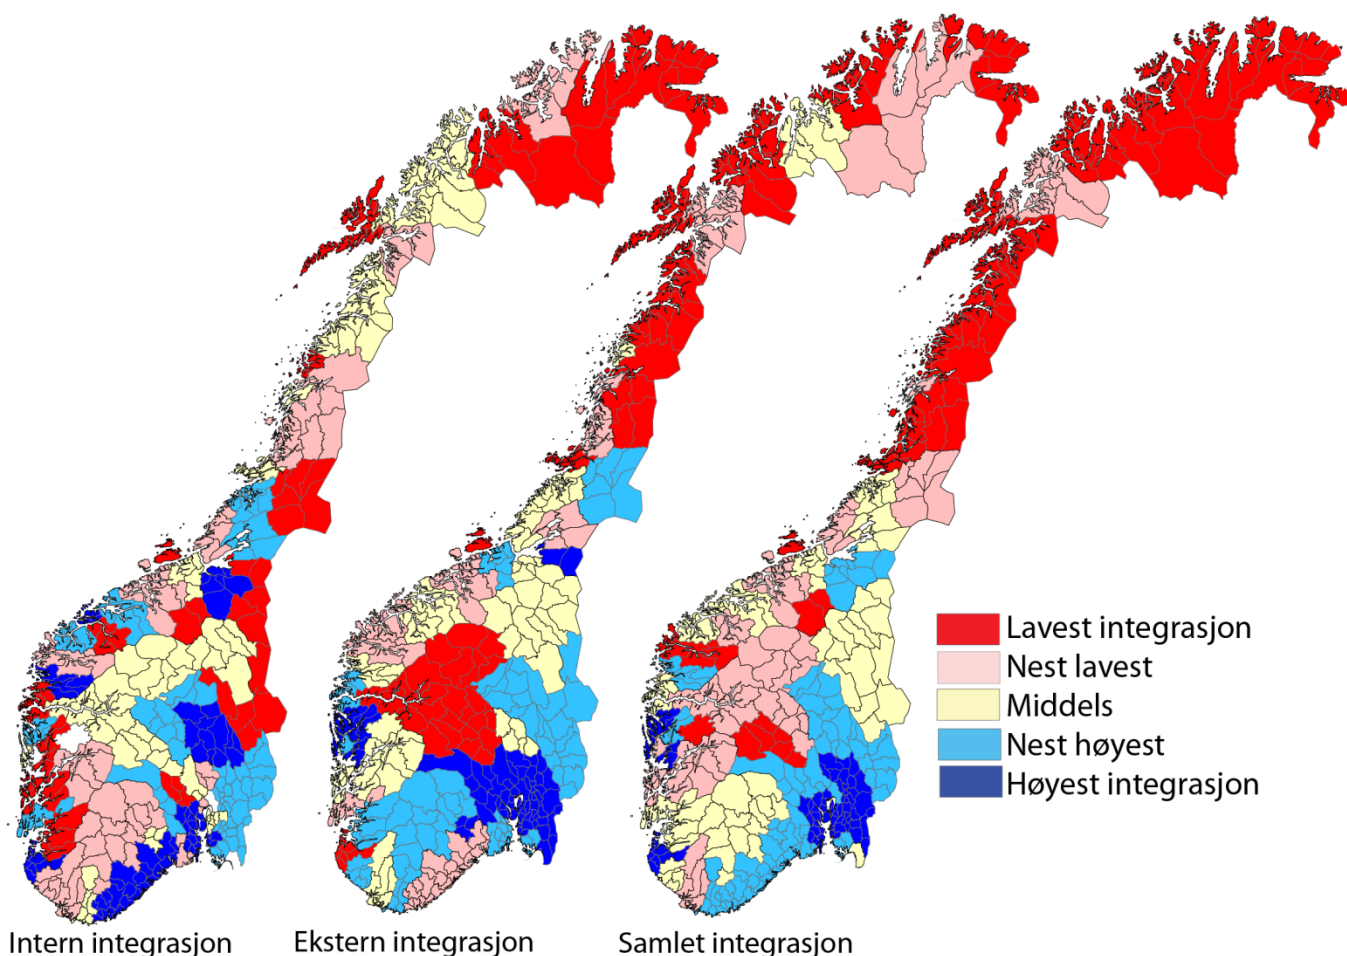 Lavest integrasjon
Nest lavest
Middels
Nest høyest
Høyest integrasjon
Intern integrasjon
Ekstern integrasjon
Samlet integrasjon